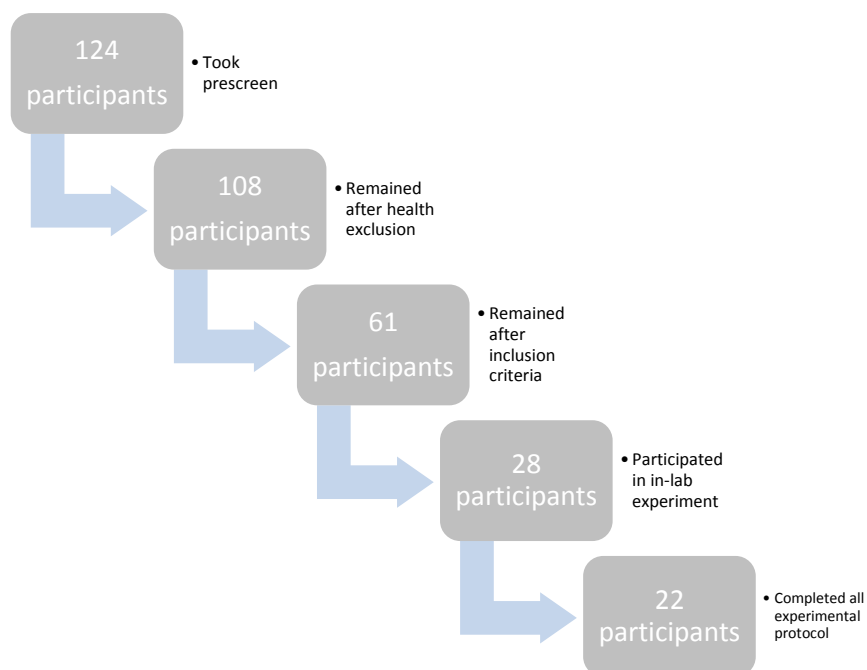 124
participants
• Took
prescreen
108
participants
• Remained
after health
exclusion
61
participants
• Remained
after
inclusion
criteria
28
participants
• Participated
in in-lab
experiment
22
participants
• Completed all
experimental
protocol